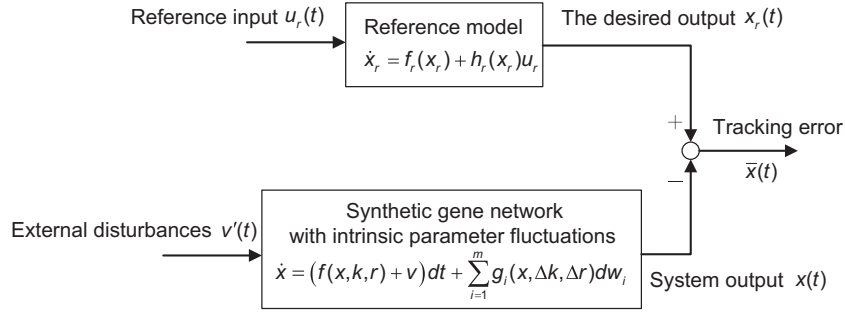 Reference input u_r(t)
Reference model
ẋ_r = f_r(x_r) + h_r(x_r)u_r
The desired output x_r(t)
+
Tracking error
x̄(t)
−
External disturbances v′(t)
Synthetic gene network
with intrinsic parameter fluctuations
ẋ = (f(x,k,r) + v)dt + ∑_{i=1}^{m} g_i(x,Δk,Δr)dw_i
System output x(t)